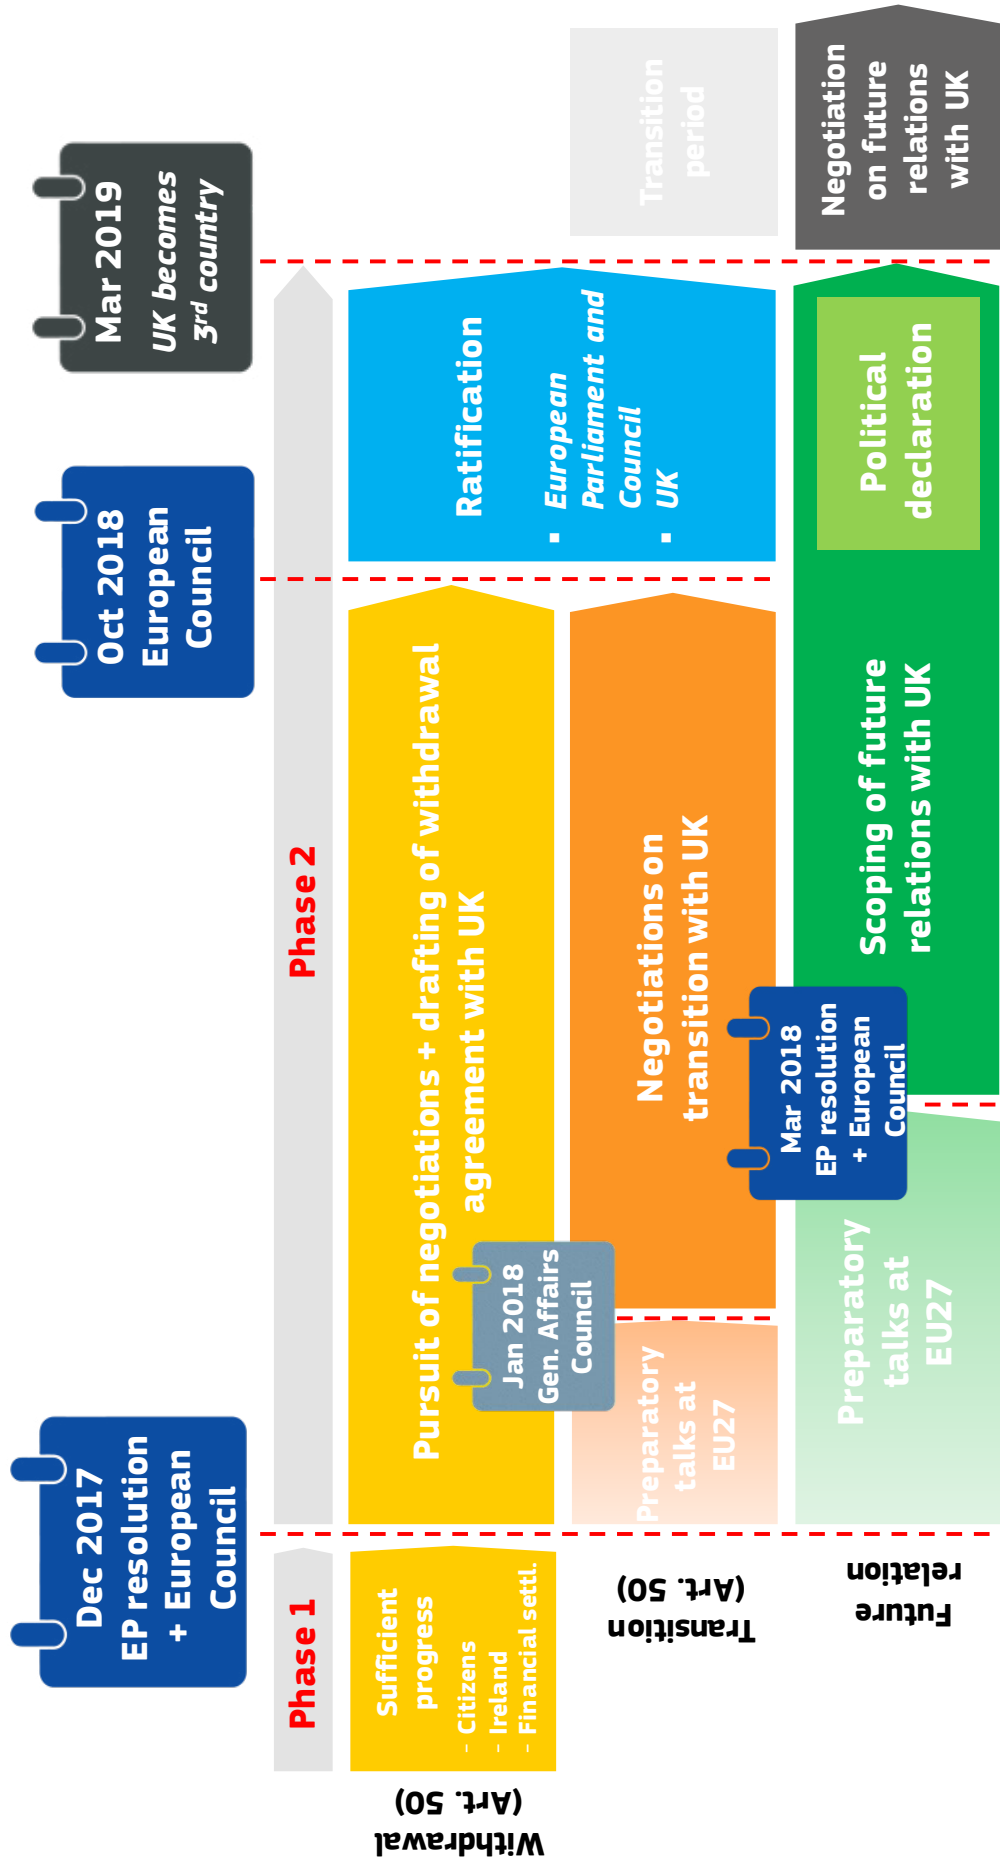 Dec 2017
EP resolution
+ European
Council
Oct 2018
European
Council
Mar 2019
UK becomes
3rd country
Phase 1
Phase 2
Withdrawal
(Art. 50)
Sufficient
progress
- Citizens
- Ireland
- Financial settl.
Pursuit of negotiations + drafting of withdrawal
agreement with UK
Jan 2018
Gen. Affairs
Council
Ratification
▪ European
Parliament and
Council
▪ UK
Transition
(Art. 50)
Preparatory
talks at
EU27
Negotiations on
transition with UK
Transition
period
Mar 2018
EP resolution
+ European
Council
Future
relation
Preparatory
talks at
EU27
Scoping of future
relations with UK
Political
declaration
Negotiation
on future
relations
with UK